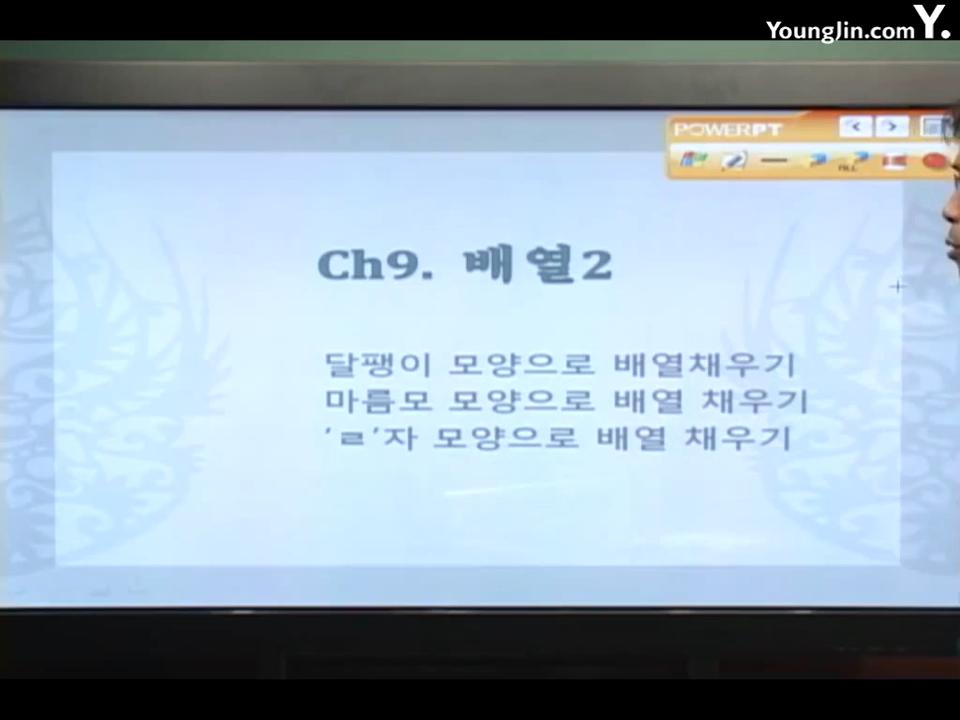 YoungJin.com Y.
POWERPT
Ch9. 배열2
달팽이 모양으로 배열채우기
마름모 모양으로 배열 채우기
‘ㄹ’자 모양으로 배열 채우기